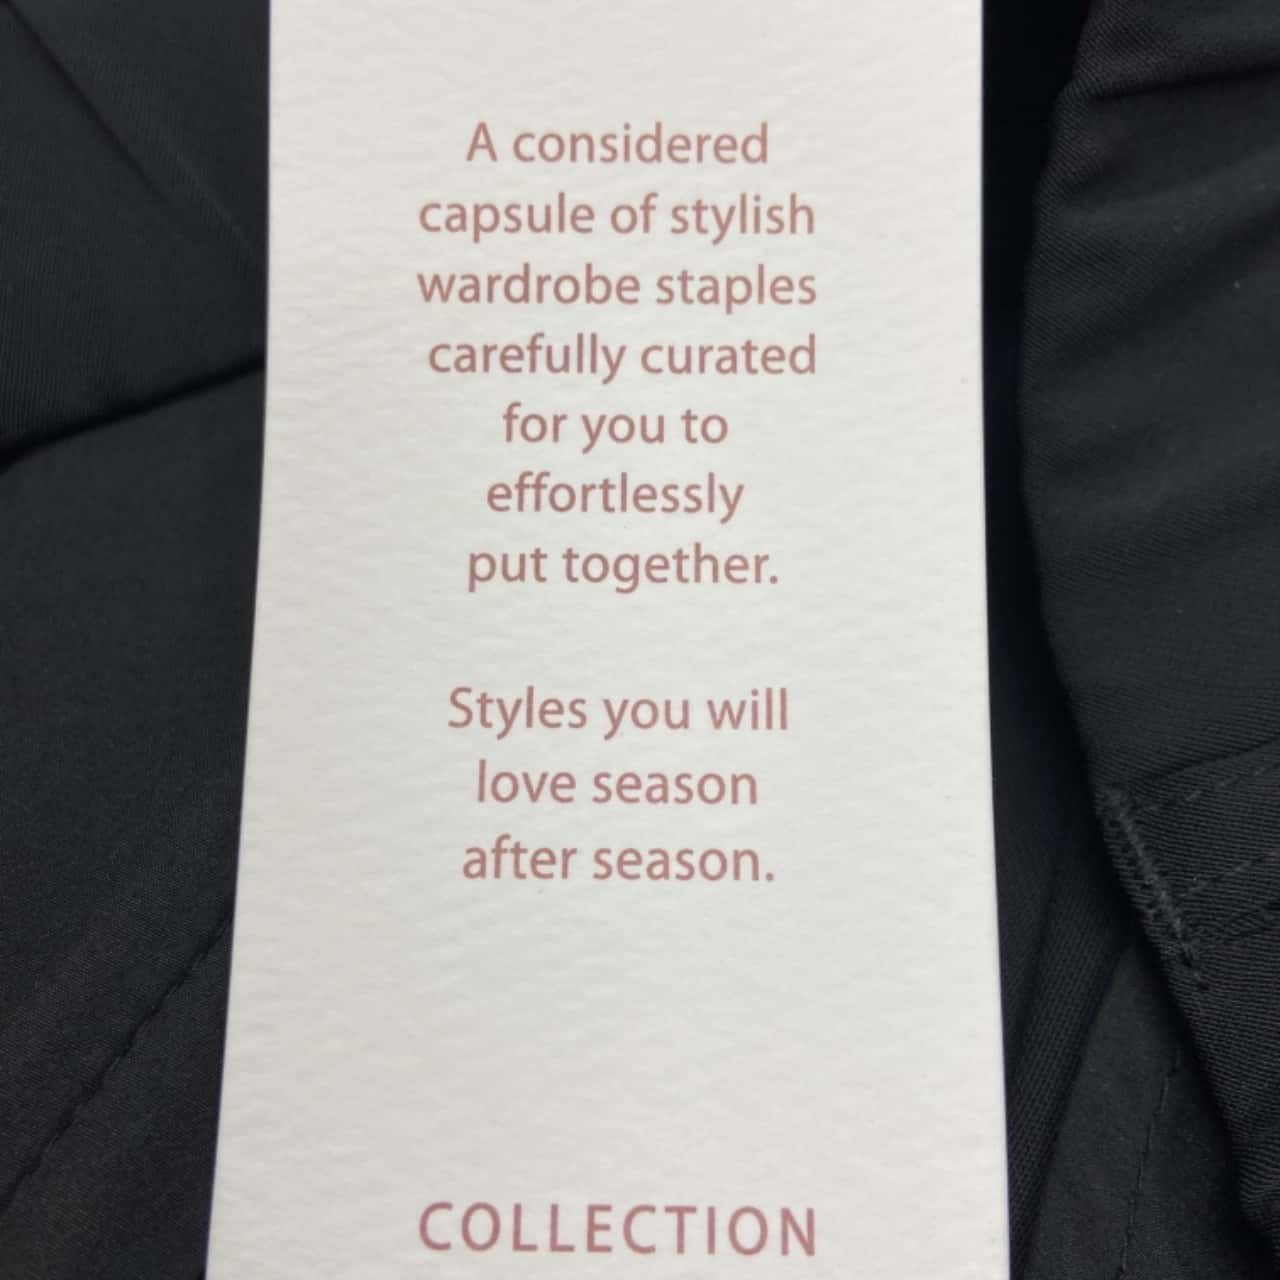 A considered
capsule of stylish
wardrobe staples
carefully curated
for you to
effortlessly
put together.
Styles you will
love season
after season.
COLLECTION